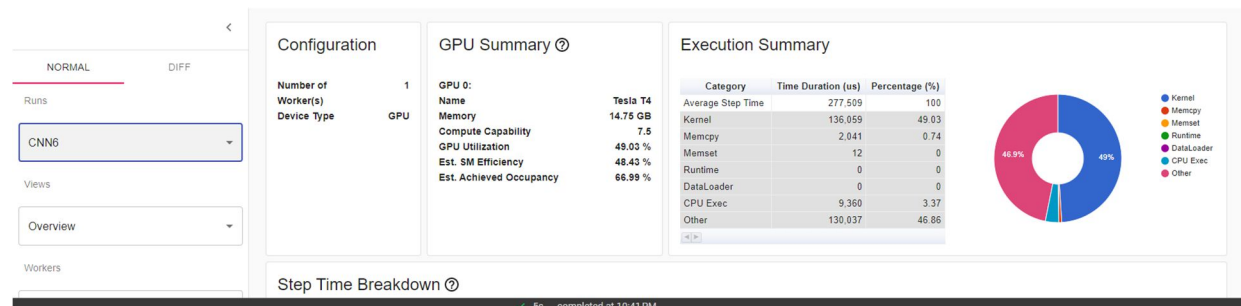 NORMAL DIFF
Runs
CNN6
Views
Overview
Workers
Configuration
Number of Worker(s) 1
Device Type GPU
GPU Summary
GPU 0:
Name Tesla T4
Memory 14.75 GB
Compute Capability 7.5
GPU Utilization 49.03 %
Est. SM Efficiency 48.43 %
Est. Achieved Occupancy 66.99 %
Execution Summary
Category Time Duration (us) Percentage (%)
Average Step Time 277,509 100
Kernel 136,059 49.03
Memcpy 2,041 0.74
Memset 12 0
Runtime 0 0
DataLoader 0 0
CPU Exec 9,360 3.37
Other 130,037 46.86
46.9%
49%
Kernel
Memcpy
Memset
Runtime
DataLoader
CPU Exec
Other
Step Time Breakdown